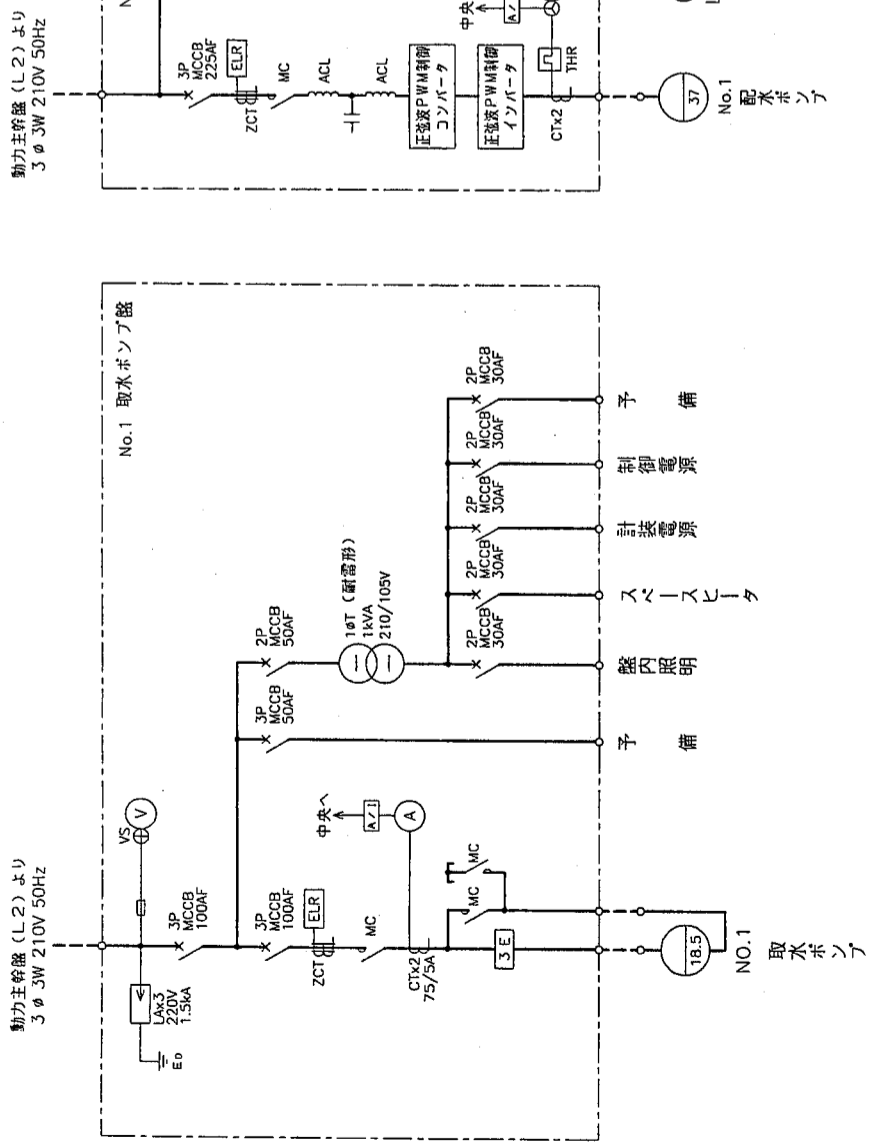 動力主幹盤（L2）より
3φ3W 210V 50Hz
No.1 取水ポンプ盤
VS
V
LAx3
220V
1.5kA
ED
3P
MCCB
100AF
3P
MCCB
100AF
ELR
ZCT
MC
中央へ
A/I
A
CTx2
75/5A
3E
MC
MC
18.5
NO.1
取水
ポンプ
3P
MCCB
50AF
予備
2P
MCCB
50AF
1φT（耐雷形）
1kVA
210/105V
2P
MCCB
30AF
盤内照明
2P
MCCB
30AF
スペースヒータ
2P
MCCB
30AF
計装電源
2P
MCCB
30AF
制御電源
2P
MCCB
30AF
予備
動力主幹盤（L2）より
3φ3W 210V 50Hz
3P
MCCB
225AF
ELR
ZCT
MC
ACL
ACL
正弦波PWM制御
コンバータ
正弦波PWM制御
インバータ
中央
A/
THR
CTx2
37
No.1
配水
ポンプ